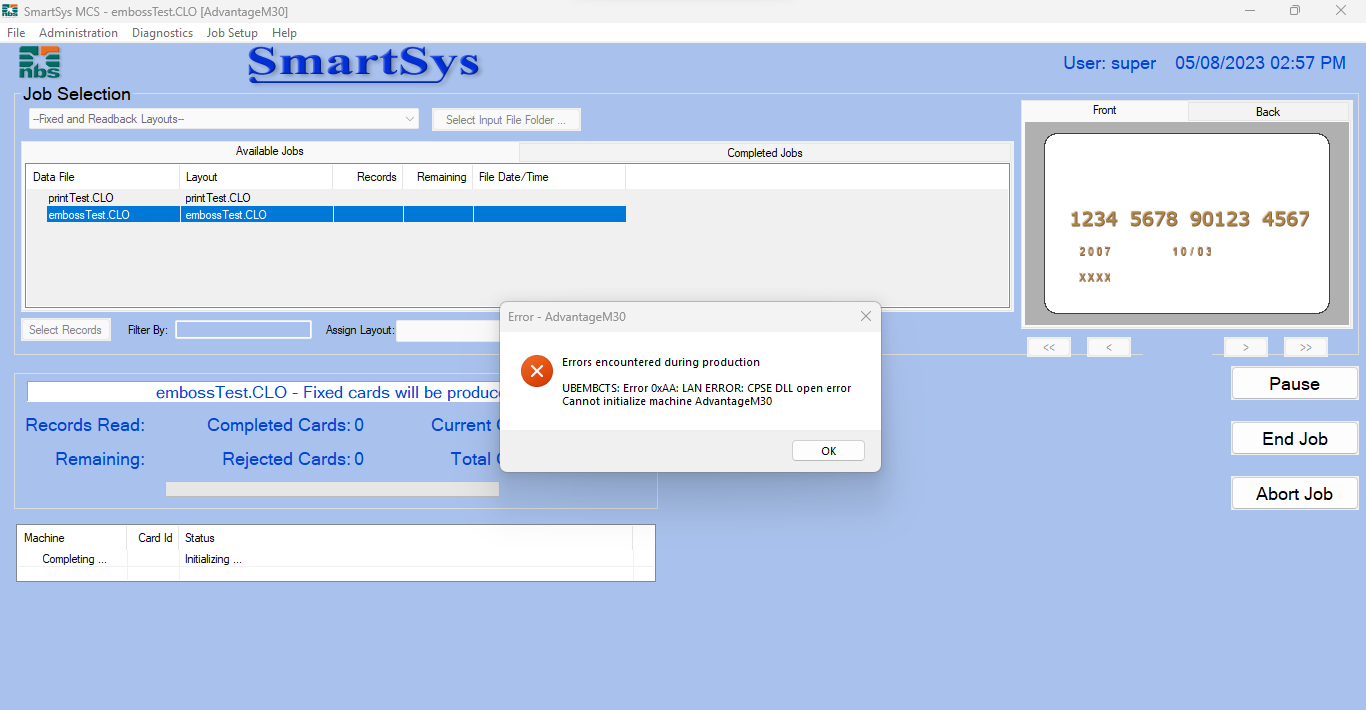 SmartSys MCS - embossTest.CLO [AdvantageM30]
File Administration Diagnostics Job Setup Help
nbs SmartSys User: super 05/08/2023 02:57 PM
Job Selection
--Fixed and Readback Layouts-- Select Input File Folder ...
Front Back
Available Jobs Completed Jobs
Data File Layout Records Remaining File Date/Time
printTest.CLO printTest.CLO
embossTest.CLO embossTest.CLO
1234 5678 90123 4567
2007 10/03
XXXX
Select Records Filter By: Assign Layout:
<< < > >>
Error - AdvantageM30
Errors encountered during production
UBEMBCTS: Error 0xAA: LAN ERROR: CPSE DLL open error
Cannot initialize machine AdvantageM30
OK
embossTest.CLO - Fixed cards will be produc
Records Read: Completed Cards: 0 Current
Remaining: Rejected Cards: 0 Total
Pause
End Job
Abort Job
Machine Card Id Status
Completing ... Initializing ...